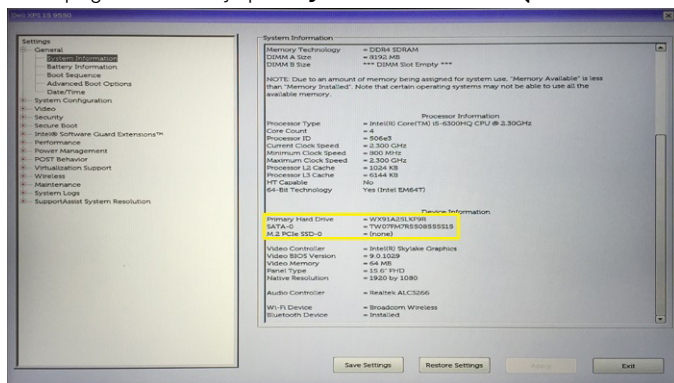 Dell XPS 15 9550
Settings
General
System Information
Battery Information
Boot Sequence
Advanced Boot Options
Date/Time
System Configuration
Video
Security
Secure Boot
Intel® Software Guard Extensions™
Performance
Power Management
POST Behavior
Virtualization Support
Wireless
Maintenance
System Logs
SupportAssist System Resolution
System Information
Memory Technology = DDR4 SDRAM
DIMM A Size = 8192 MB
DIMM B Size *** DIMM Slot Empty ***
NOTE: Due to an amount of memory being assigned for system use, "Memory Available" is less
than "Memory Installed". Note that certain operating systems may not be able to use all the
available memory.
Processor Information
Processor Type = Intel(R) Core(TM) i5-6300HQ CPU @ 2.30GHz
Core Count = 4
Processor ID = 506e3
Current Clock Speed = 2.300 GHz
Minimum Clock Speed = 800 MHz
Maximum Clock Speed = 2.300 GHz
Processor L2 Cache = 1024 KB
Processor L3 Cache = 6144 KB
HT Capable No
64-Bit Technology Yes (Intel EM64T)
Device Information
Primary Hard Drive
SATA-0
M.2 PCIe SSD-0 = (none)
Video Controller = Intel(R) Skylake Graphics
Video BIOS Version = 9.0.1029
Video Memory = 64 MB
Panel Type = 15.6" FHD
Native Resolution = 1920 by 1080
Audio Controller = Realtek ALC3266
Wi-Fi Device = Broadcom Wireless
Bluetooth Device = Installed
Save Settings
Restore Settings
Apply
Exit